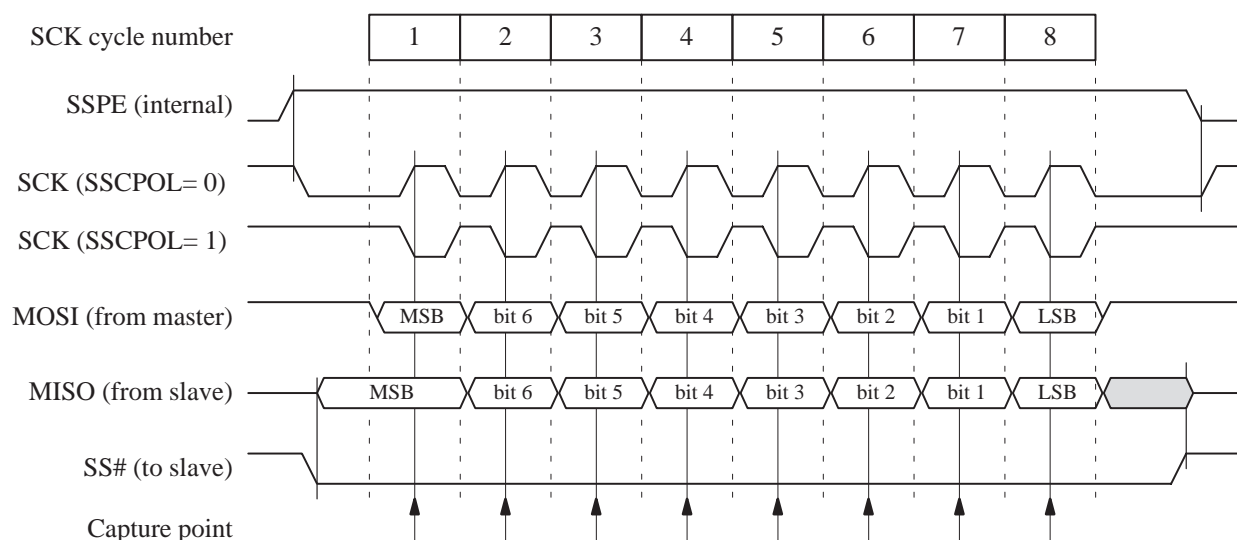 SCK cycle number 1 2 3 4 5 6 7 8
SSPE (internal)
SCK (SSCPOL= 0)
SCK (SSCPOL= 1)
MOSI (from master) MSB bit 6 bit 5 bit 4 bit 3 bit 2 bit 1 LSB
MISO (from slave) MSB bit 6 bit 5 bit 4 bit 3 bit 2 bit 1 LSB
SS# (to slave)
Capture point